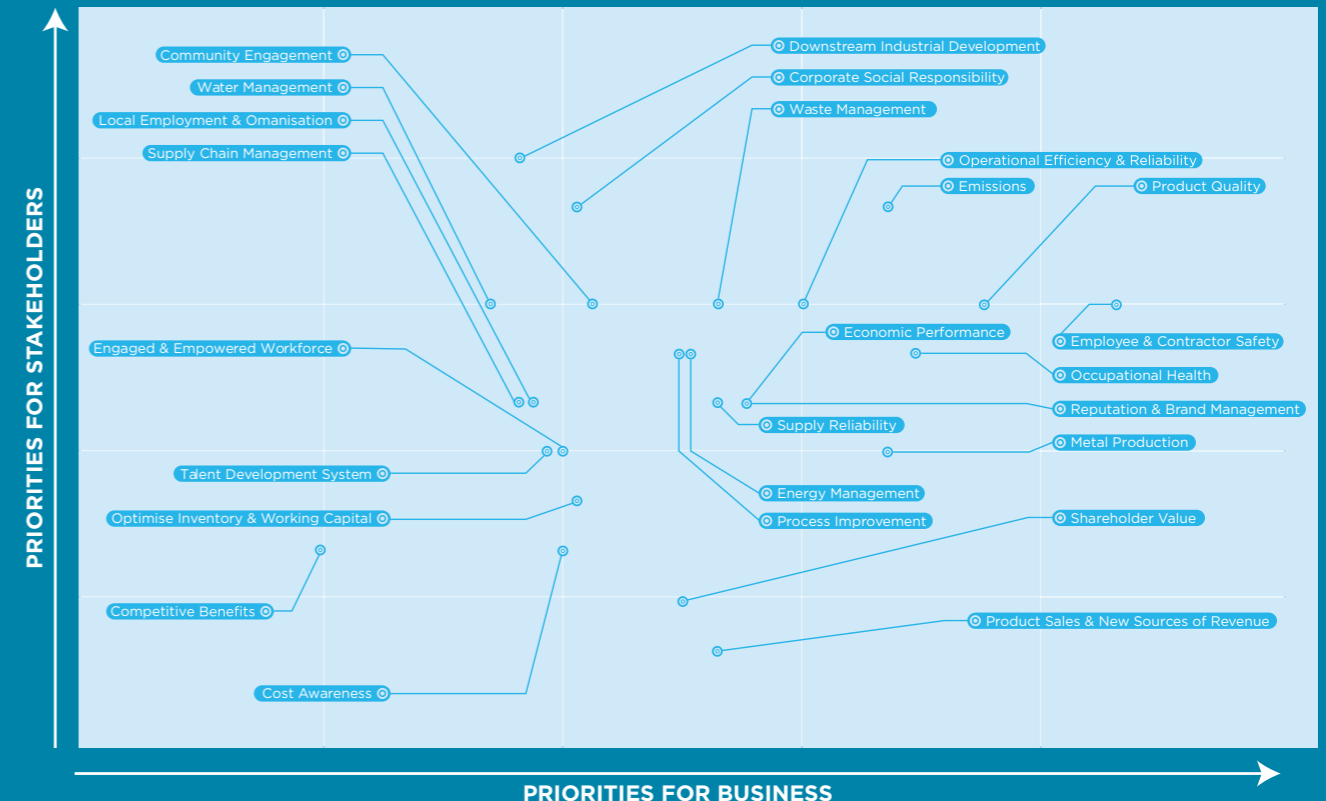 PRIORITIES FOR STAKEHOLDERS
Community Engagement
Water Management
Local Employment & Omanisation
Supply Chain Management
Downstream Industrial Development
Corporate Social Responsibility
Waste Management
Operational Efficiency & Reliability
Emissions
Product Quality
Engaged & Empowered Workforce
Economic Performance
Employee & Contractor Safety
Occupational Health
Reputation & Brand Management
Supply Reliability
Metal Production
Talent Development System
Energy Management
Optimise Inventory & Working Capital
Process Improvement
Shareholder Value
Competitive Benefits
Product Sales & New Sources of Revenue
Cost Awareness
PRIORITIES FOR BUSINESS